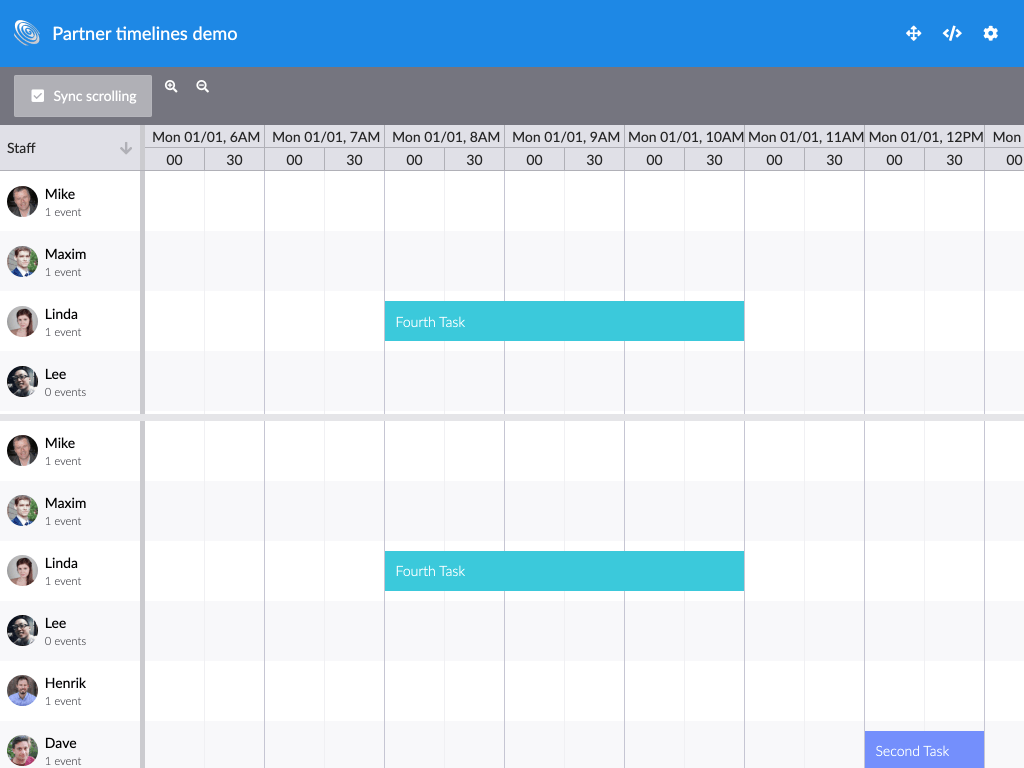 Partner timelines demo
Sync scrolling
Staff
Mon 01/01, 6AM Mon 01/01, 7AM Mon 01/01, 8AM Mon 01/01, 9AM Mon 01/01, 10AM Mon 01/01, 11AM Mon 01/01, 12PM Mon
00 30 00 30 00 30 00 30 00 30 00 30 00 30 00
Mike
1 event
Maxim
1 event
Linda
1 event
Fourth Task
Lee
0 events
Mike
1 event
Maxim
1 event
Linda
1 event
Fourth Task
Lee
0 events
Henrik
1 event
Dave
1 event
Second Task